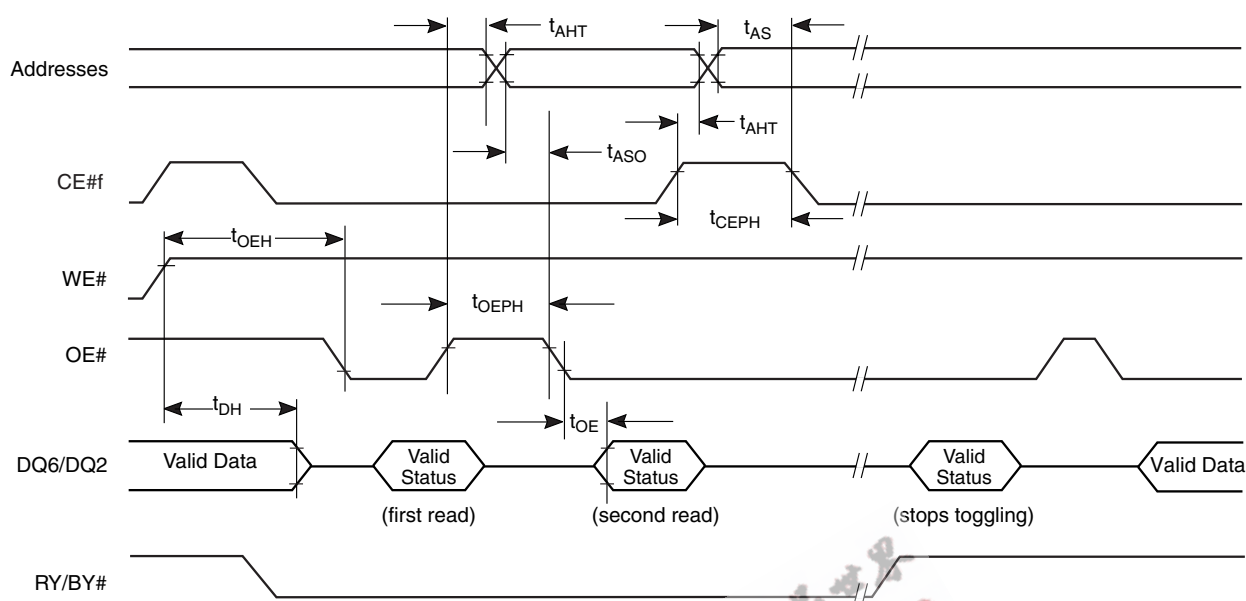 tAHT
tAS
Addresses
tAHT
tASO
CE#f
tCEPH
tOEH
WE#
tOEPH
OE#
tDH
tOE
DQ6/DQ2
Valid Data
Valid
Status
Valid
Status
Valid
Status
Valid Data
(first read)
(second read)
(stops toggling)
RY/BY#